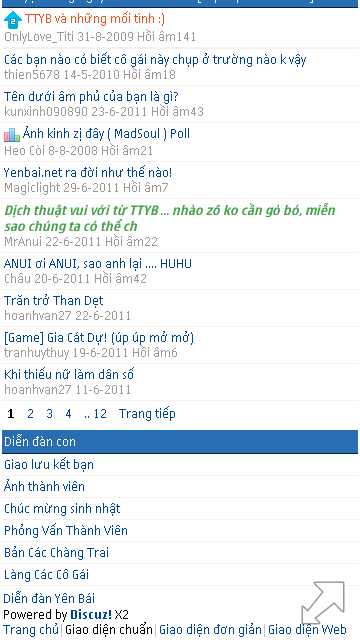 TTYB và những mối tình :)
OnlyLove_Titi 31-8-2009 Hồi âm141
Các bạn nào có biết cô gái này chụp ở trường nào k vậy
thien5678 14-5-2010 Hồi âm18
Tên dưới âm phủ của bạn là gì?
kunxinh090890 23-6-2011 Hồi âm43
Ảnh kinh zị đây ( MadSoul ) Poll
Heo Còi 8-8-2008 Hồi âm21
Yenbai.net ra đời như thế nào!
Magiclight 29-6-2011 Hồi âm7
Dịch thuật vui với từ TTYB ... nhào zô ko cần gò bó, miễn
sao chúng ta có thể ch
MrAnui 22-6-2011 Hồi âm22
ANUI ơi ANUI, sao anh lại .... HUHU
Châu 20-6-2011 Hồi âm42
Trăn trở Than Dẹt
hoanhvan27 22-6-2011
[Game] Gia Cát Dự! (úp úp mở mở)
tranhuythuy 19-6-2011 Hồi âm6
Khi thiếu nữ làm dân số
hoanhvan27 11-6-2011
1 2 3 4 .. 12 Trang tiếp
Diễn đàn con
Giao lưu kết bạn
Ảnh thành viên
Chúc mừng sinh nhật
Phỏng Vấn Thành Viên
Bản Các Chàng Trai
Làng Các Cô Gái
Diễn đàn Yên Bái
Powered by Discuz! X2
Trang chủ| Giao diện chuẩn| Giao diện đơn giản| Giao diện Web